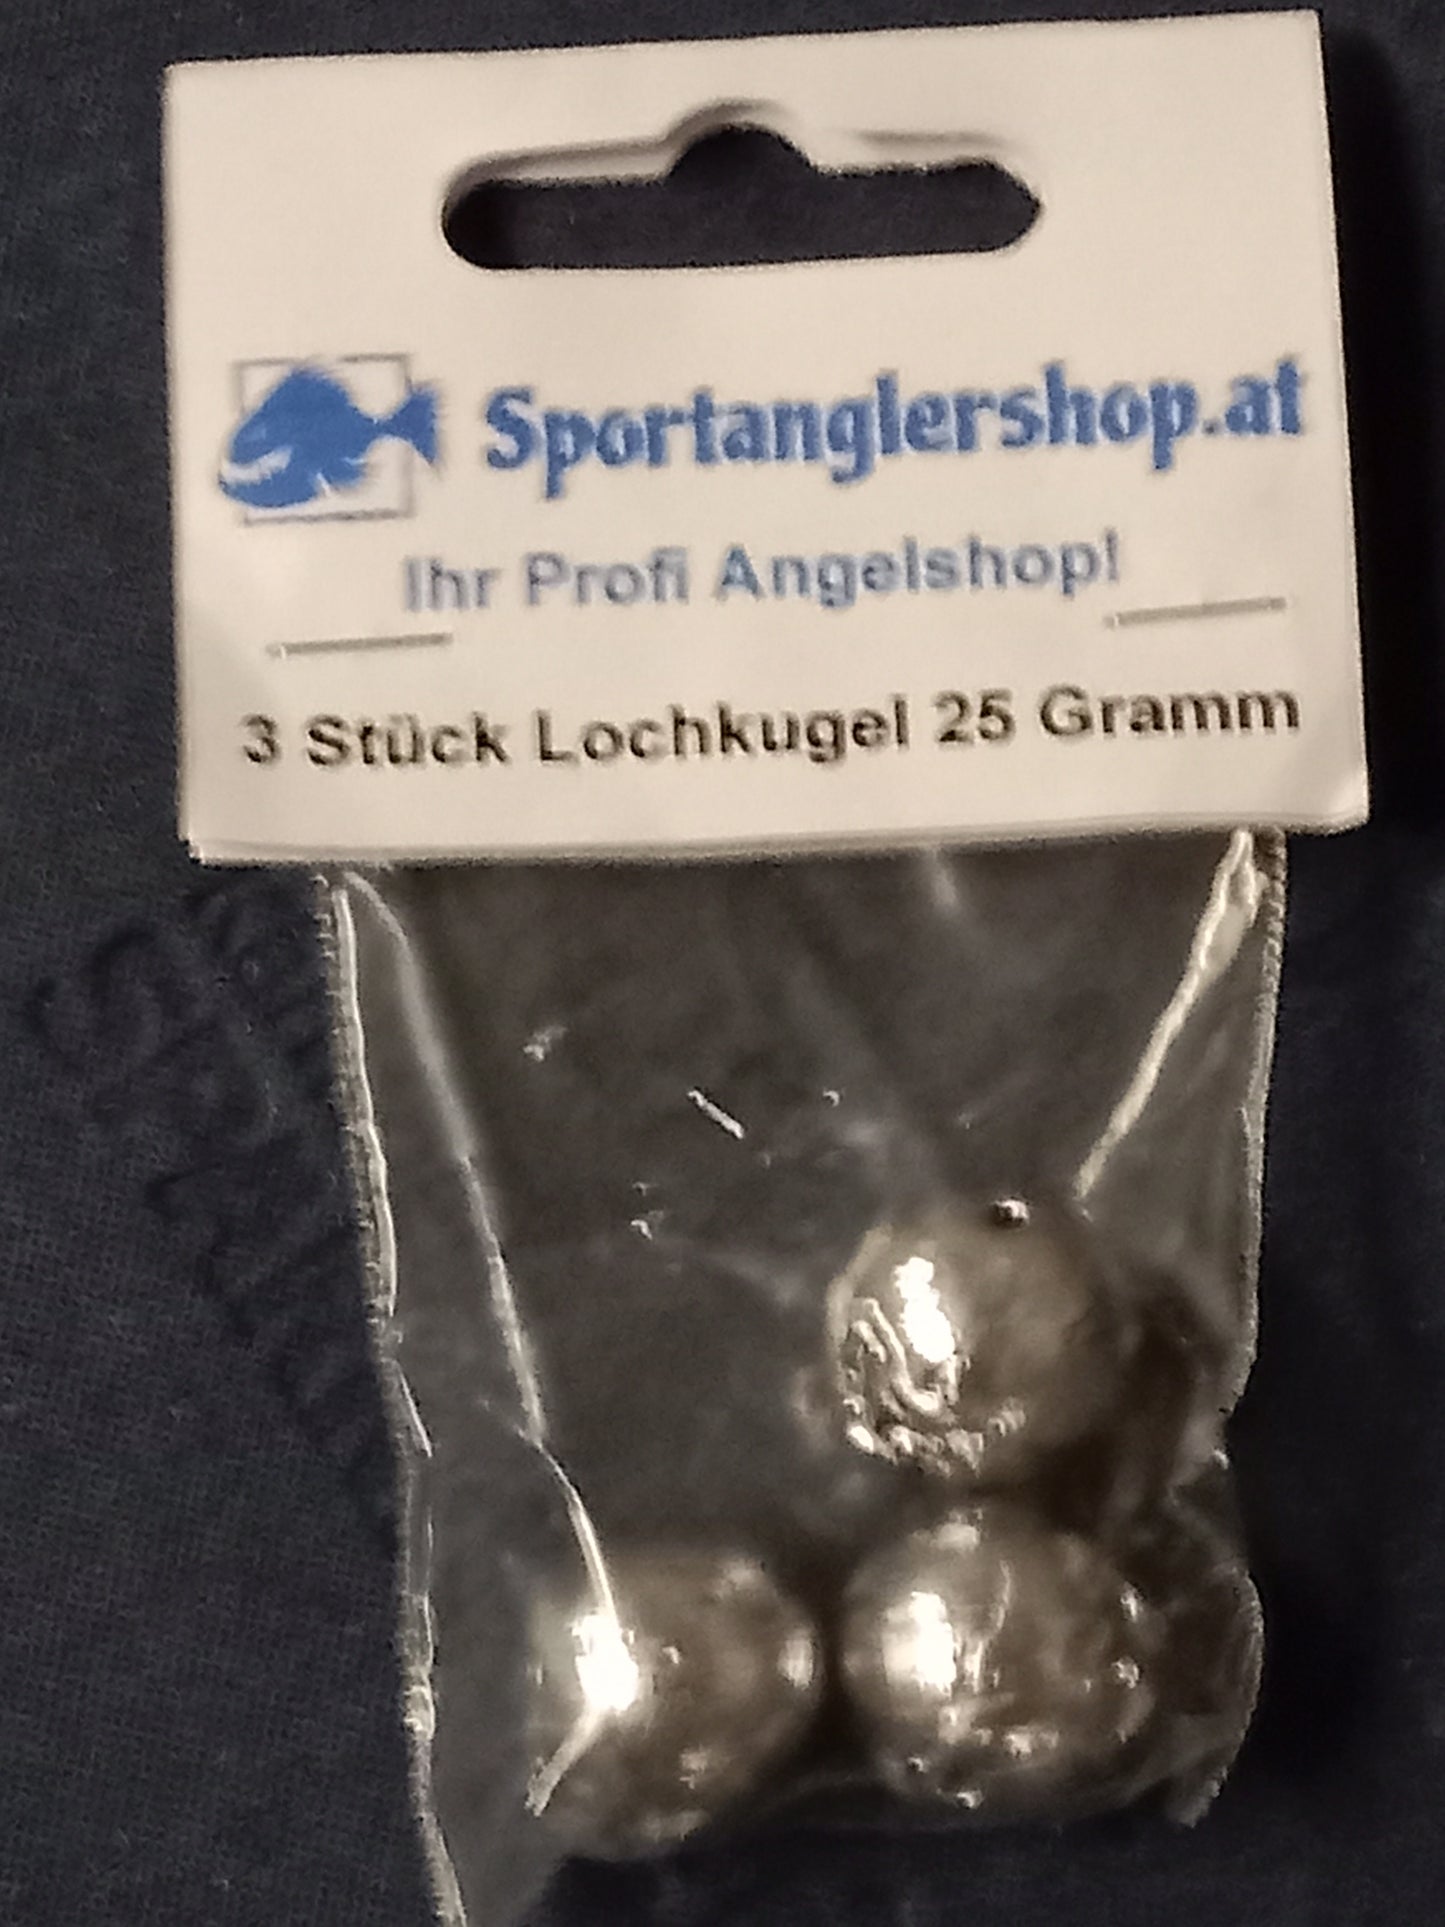 Sportanglershop.at
Ihr Profi Angelshop!
3 Stück Lochkugel 25 Gramm